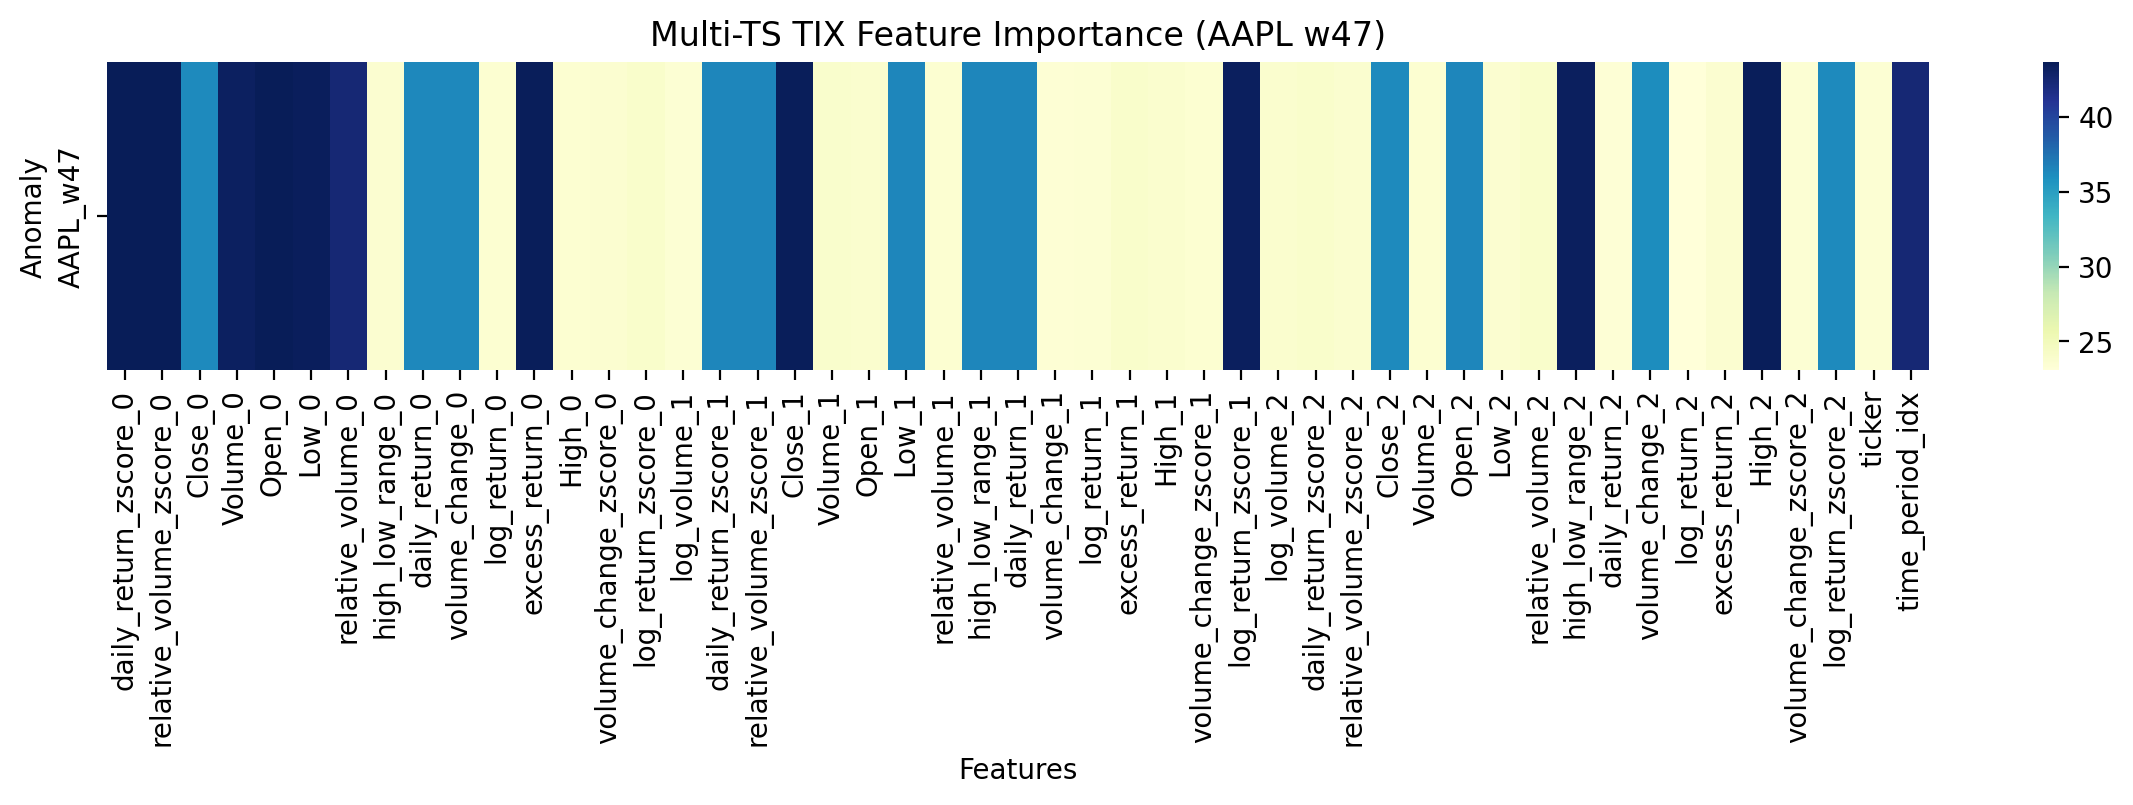 Multi-TS TIX Feature Importance (AAPL w47)
Anomaly
AAPL_w47
40
35
30
25
daily_return_zscore_0
relative_volume_zscore_0
Close_0
Volume_0
Open_0
Low_0
relative_volume_0
high_low_range_0
daily_return_0
volume_change_0
log_return_0
excess_return_0
High_0
volume_change_zscore_0
log_return_zscore_0
log_volume_1
daily_return_zscore_1
relative_volume_zscore_1
Close_1
Volume_1
Open_1
Low_1
relative_volume_1
high_low_range_1
daily_return_1
volume_change_1
log_return_1
excess_return_1
High_1
volume_change_zscore_1
log_return_zscore_1
log_volume_2
daily_return_zscore_2
relative_volume_zscore_2
Close_2
Volume_2
Open_2
Low_2
relative_volume_2
high_low_range_2
daily_return_2
volume_change_2
log_return_2
excess_return_2
High_2
volume_change_zscore_2
log_return_zscore_2
ticker
time_period_idx
Features